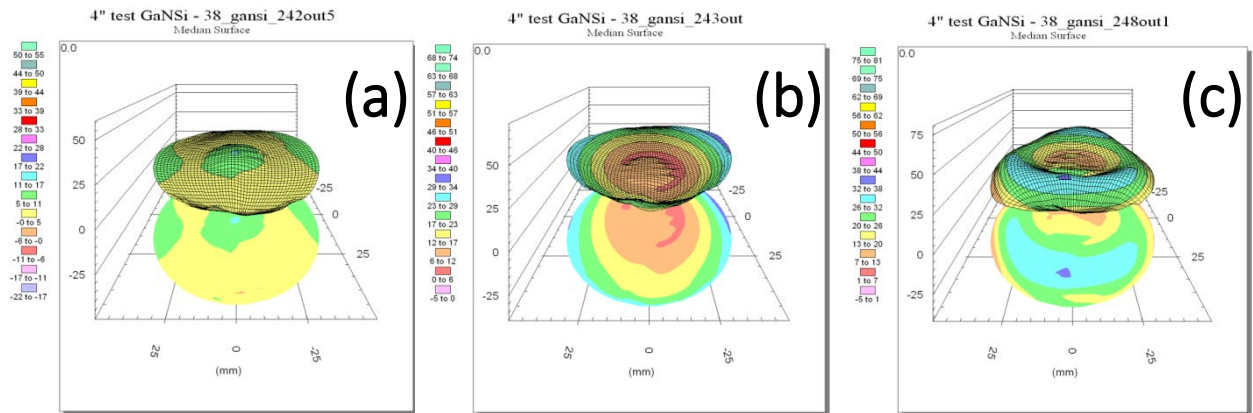 4" test GaNSi - 38_gansi_242out5
Median Surface
0.0
(a)
50 to 55
44 to 50
39 to 44
33 to 39
28 to 33
22 to 28
17 to 22
11 to 17
5 to 11
-0 to 5
-6 to -0
-11 to -6
-17 to -11
-22 to -17
50
25
0
-25
-25
0
25
25
0
-25
(mm)
4" test GaNSi - 38_gansi_243out
Median Surface
0.0
(b)
68 to 74
63 to 68
57 to 63
51 to 57
46 to 51
40 to 46
34 to 40
29 to 34
23 to 29
17 to 23
12 to 17
6 to 12
0 to 6
-5 to 0
50
25
0
-25
-25
0
25
25
0
-25
(mm)
4" test GaNSi - 38_gansi_248out1
Median Surface
0.0
(c)
75 to 81
69 to 75
62 to 69
56 to 62
50 to 56
44 to 50
38 to 44
32 to 38
26 to 32
20 to 26
13 to 20
7 to 13
1 to 7
-5 to 1
75
50
25
0
-25
-25
0
25
25
0
-25
(mm)